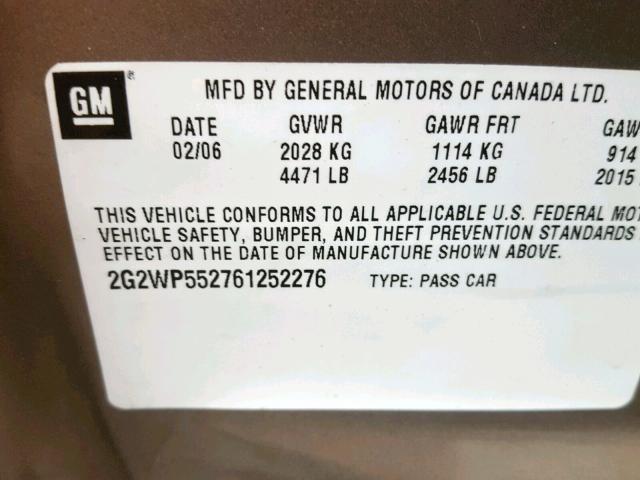 GM®
MFD BY GENERAL MOTORS OF CANADA LTD.
DATE GVWR GAWR FRT GAW
02/06 2028 KG 1114 KG 914
4471 LB 2456 LB 2015
THIS VEHICLE CONFORMS TO ALL APPLICABLE U.S. FEDERAL MOT
VEHICLE SAFETY, BUMPER, AND THEFT PREVENTION STANDARDS
EFFECT ON THE DATE OF MANUFACTURE SHOWN ABOVE.
2G2WP552761252276 TYPE: PASS CAR